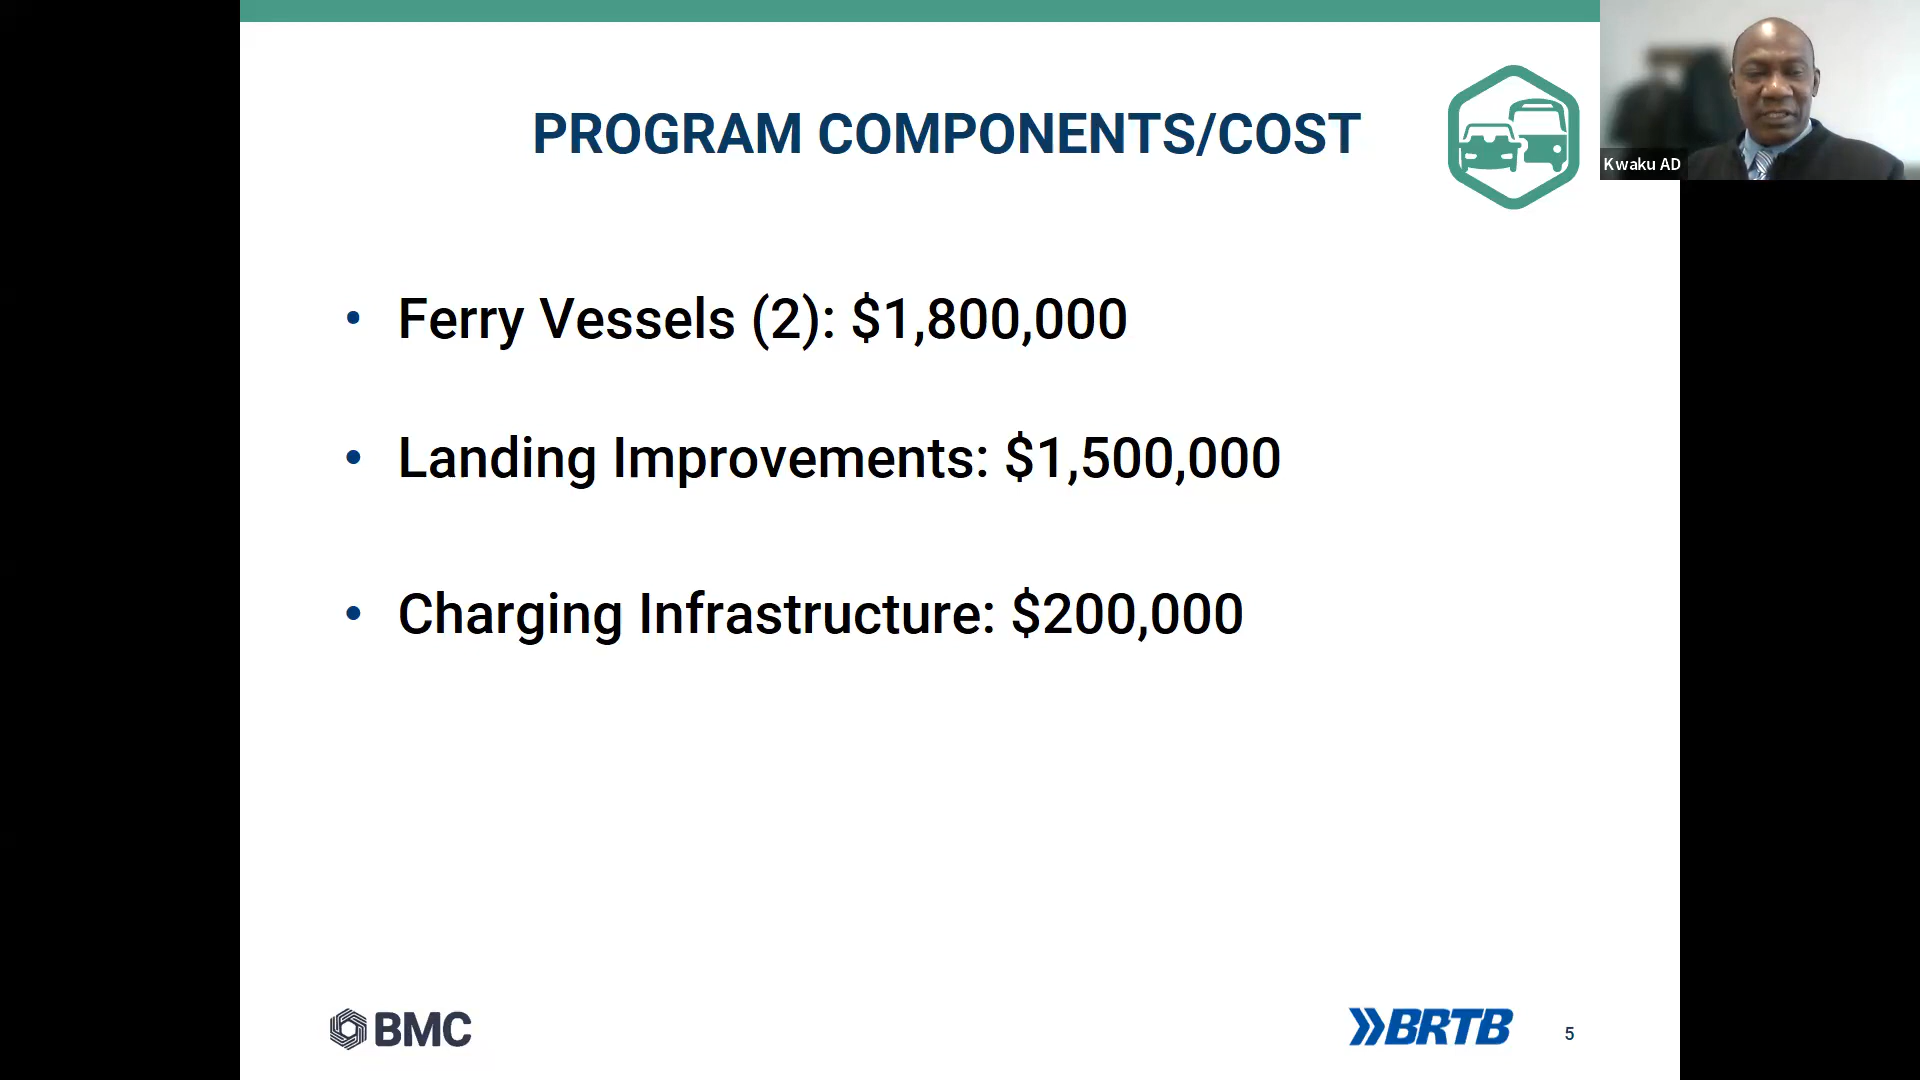 PROGRAM COMPONENTS/COST
Kwaku AD
• Ferry Vessels (2): $1,800,000
• Landing Improvements: $1,500,000
• Charging Infrastructure: $200,000
BMC
BRTB
5